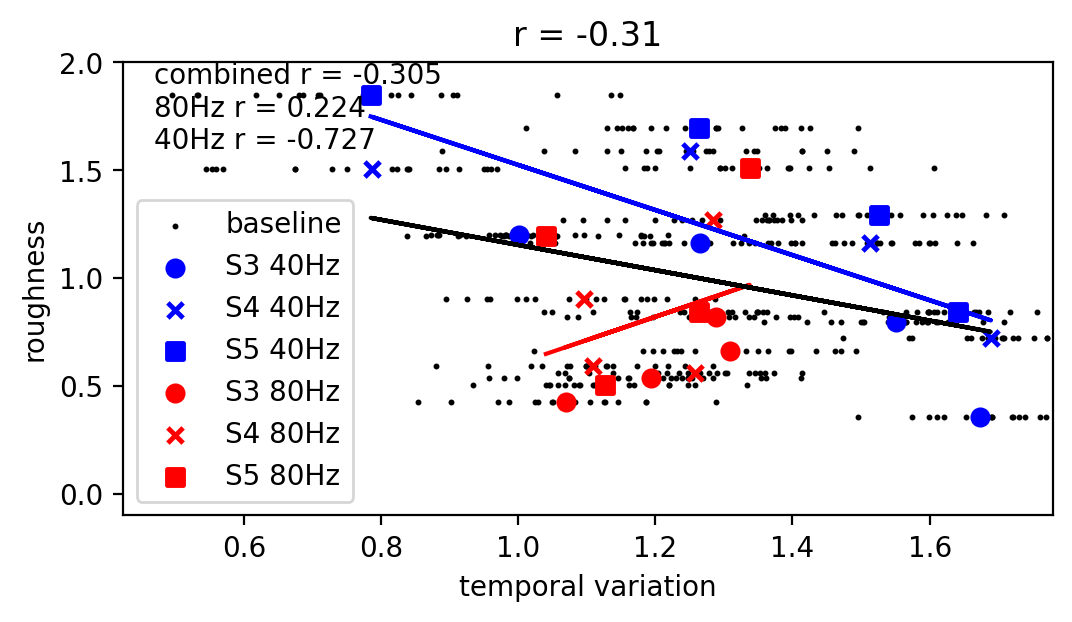 r = -0.31
combined r = -0.305
80Hz r = 0.224
40Hz r = -0.727
2.0
1.5
1.0
0.5
0.0
roughness
baseline
S3 40Hz
S4 40Hz
S5 40Hz
S3 80Hz
S4 80Hz
S5 80Hz
0.6 0.8 1.0 1.2 1.4 1.6
temporal variation